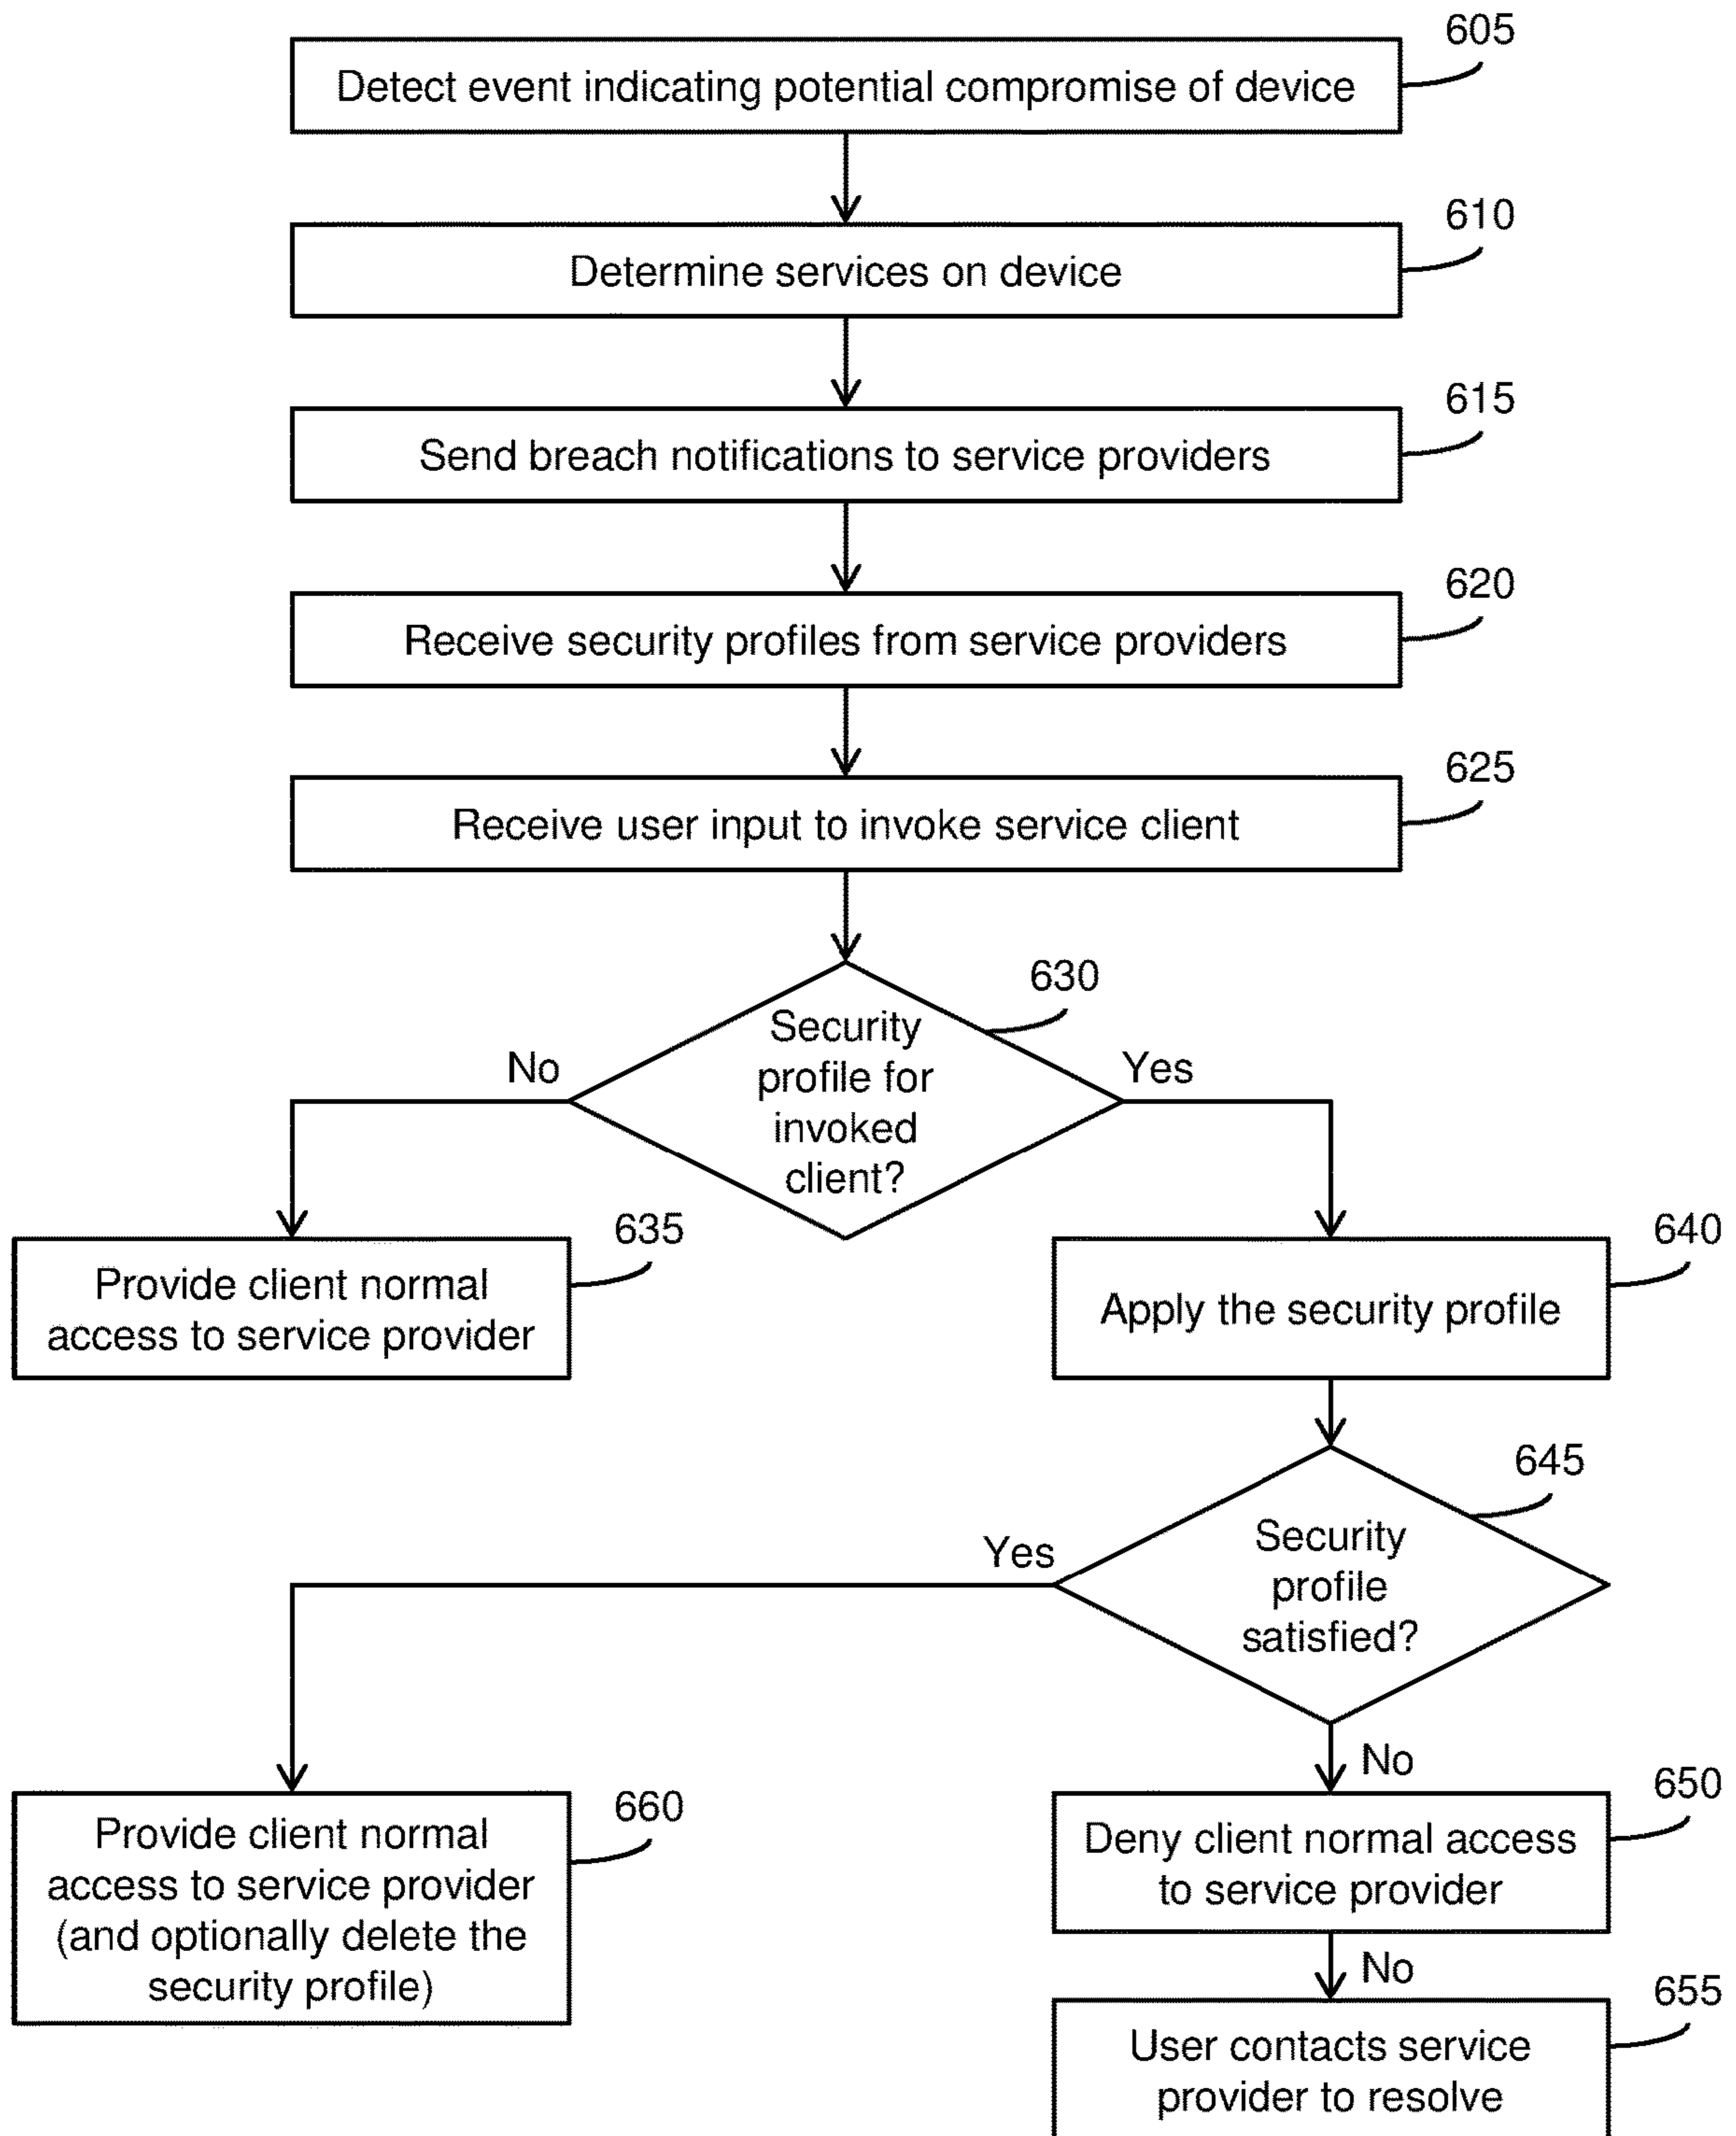 605
Detect event indicating potential compromise of device
610
Determine services on device
615
Send breach notifications to service providers
620
Receive security profiles from service providers
625
Receive user input to invoke service client
630
Security
profile for
invoked
client?
No
Yes
635
Provide client normal
access to service provider
640
Apply the security profile
645
Security
profile
satisfied?
Yes
No
660
Provide client normal
access to service provider
(and optionally delete the
security profile)
650
Deny client normal access
to service provider
No
655
User contacts service
provider to resolve